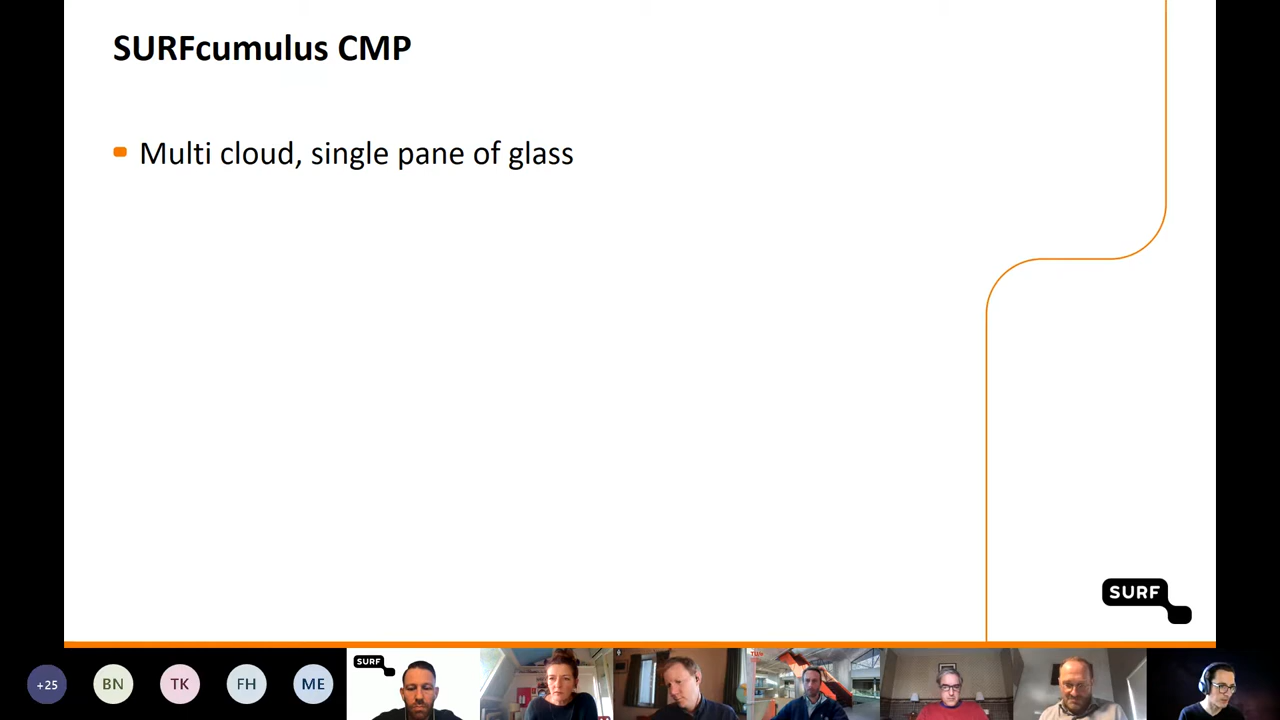 SURFcumulus CMP
Multi cloud, single pane of glass
SURF
+25
BN
TK
FH
ME
SURF